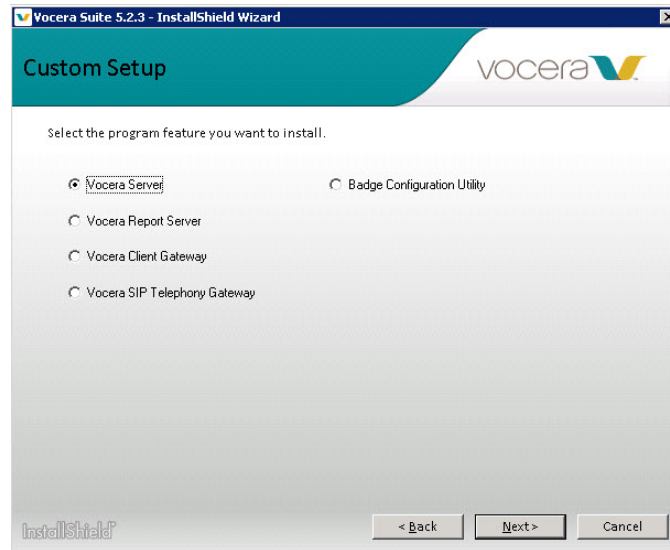 Vocera Suite 5.2.3 - InstallShield Wizard
Custom Setup
vocera
Select the program feature you want to install.
Vocera Server
Badge Configuration Utility
Vocera Report Server
Vocera Client Gateway
Vocera SIP Telephony Gateway
InstallShield
< Back
Next >
Cancel